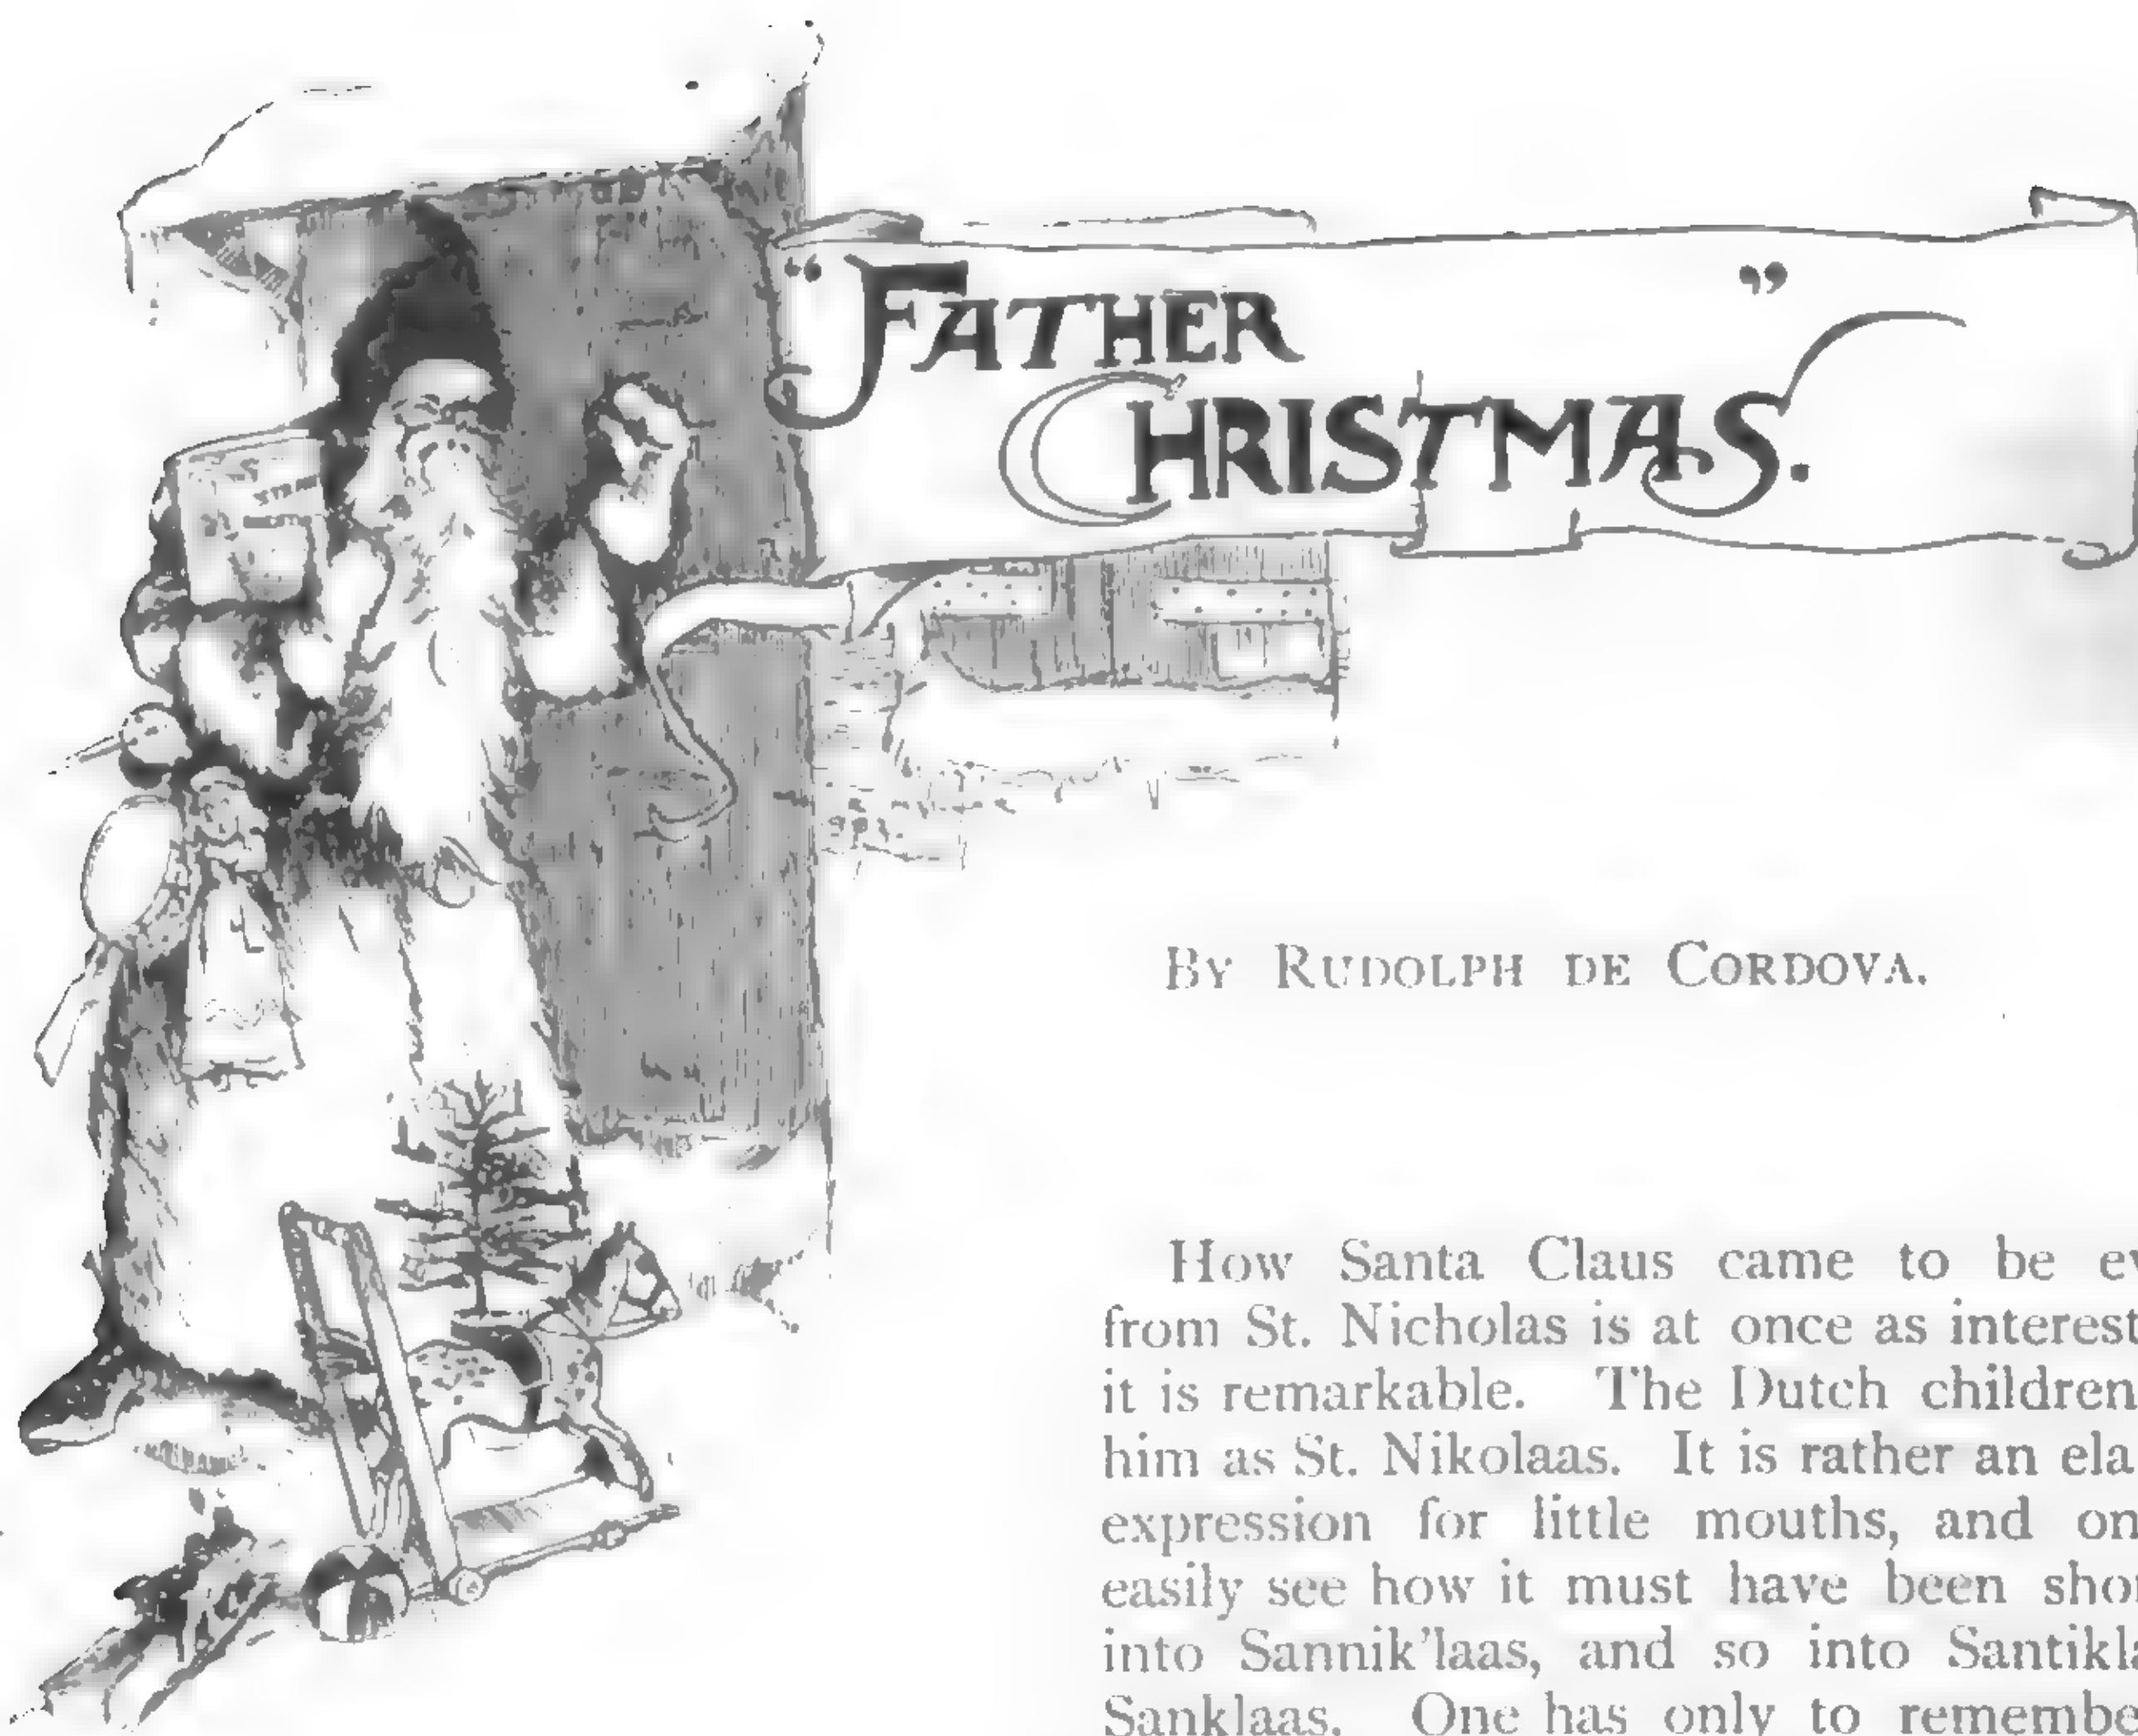 "FATHER
CHRISTMAS."
BY RUDOLPH DE CORDOVA.
How Santa Claus came to be ev
from St. Nicholas is at once as interest
it is remarkable. The Dutch children
him as St. Nikolaas. It is rather an ela
expression for little mouths, and on
easily see how it must have been shor
into Sannik'laas, and so into Santikla
Sanklaas. One has only to remembe